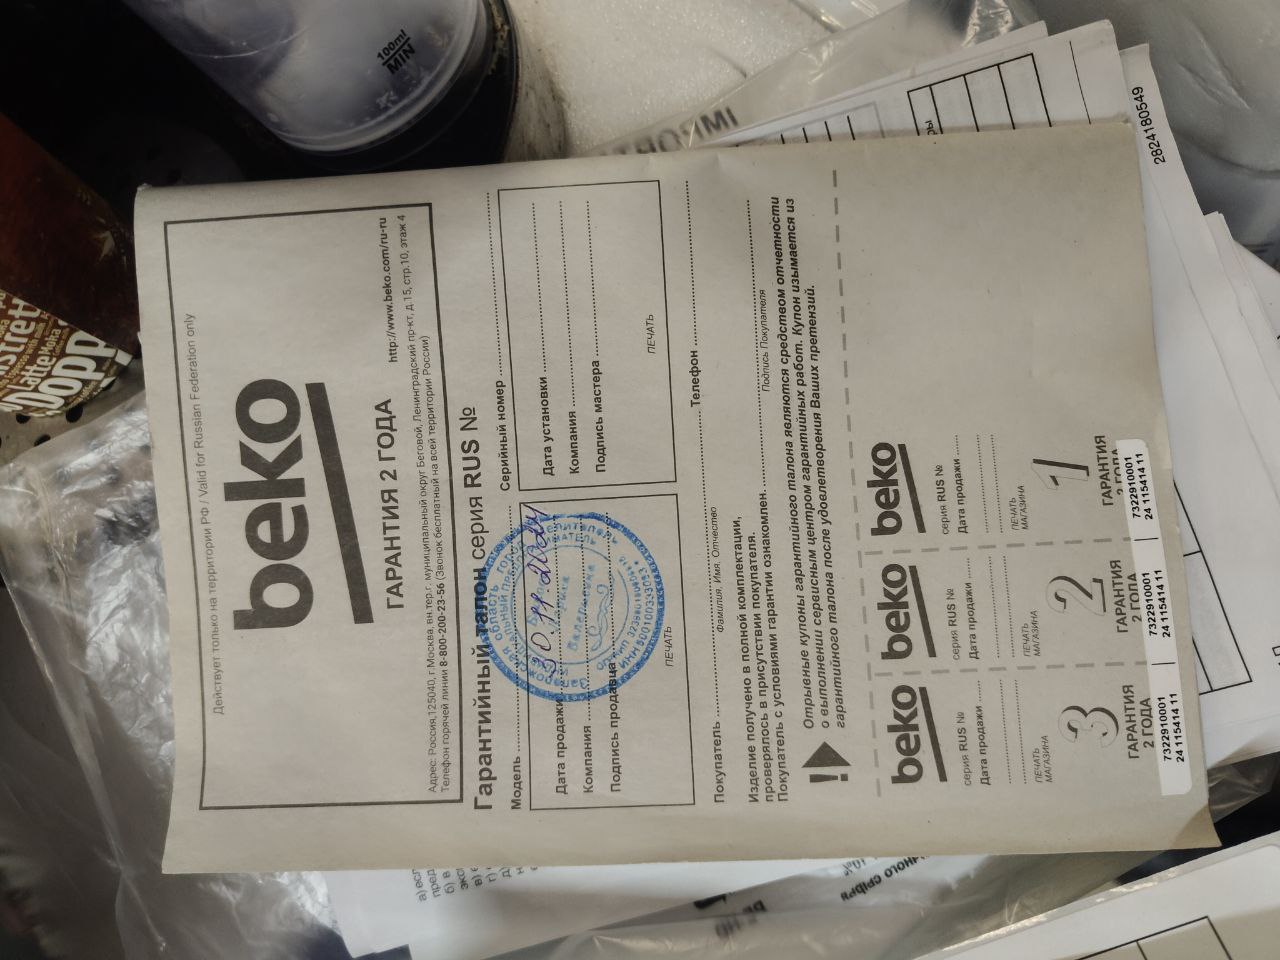 Действует только на территории РФ / Valid for Russian Federation only
beko
ГАРАНТИЯ 2 ГОДА
http://www.beko.com/ru-ru
Адрес: Россия,125040, г.Москва, вн.тер.г. муниципальный округ Беговой, Ленинградский пр-кт, д.15, стр.10, этаж 4
Телефон горячей линии 8-800-200-23-56 (Звонок бесплатный на всей территории России)
Гарантийный талон серия RUS №
Модель Серийный номер
Дата продажи 30.11.2024
Компания
Подпись продавца
ПЕЧАТЬ
Дата установки
Компания
Подпись мастера
ПЕЧАТЬ
Покупатель Телефон
Фамилия, Имя, Отчество
Изделие получено в полной комплектации,
проверялось в присутствии покупателя.
Покупатель с условиями гарантии ознакомлен.
Подпись Покупателя
Отрывные купоны гарантийного талона являются средством отчетности
о выполнении сервисным центром гарантийных работ. Купон изымается из
гарантийного талона после удовлетворения Ваших претензий.
beko
серия RUS №
Дата продажи
ПЕЧАТЬ
МАГАЗИНА
3
ГАРАНТИЯ
2 ГОДА
7322910001
24 115414 11
beko
серия RUS №
Дата продажи
ПЕЧАТЬ
МАГАЗИНА
2
ГАРАНТИЯ
2 ГОДА
7322910001
24 115414 11
beko
серия RUS №
Дата продажи
ПЕЧАТЬ
МАГАЗИНА
1
ГАРАНТИЯ
2 ГОДА
7322910001
24 115414 11
2824180549
100ml
MIN
Latte